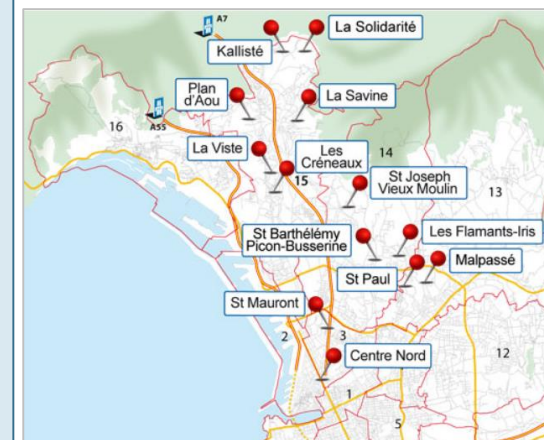 A7
La Solidarité
Kallisté
Plan
d'Aou
La Savine
A55
16
La Viste
Les
Créneaux
14
15
St Joseph
Vieux Moulin
13
St Barthélémy
Picon-Busserine
Les Flamants-Iris
St Paul
Malpassé
St Mauront
2
3
Centre Nord
12
1
5